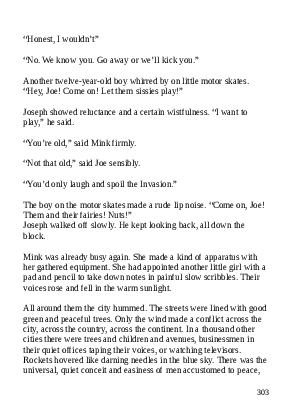 “Honest, I wouldn’t”
“No. We know you. Go away or we’ll kick you.”
Another twelve-year-old boy whirred by on little motor skates.
“Hey, Joe! Come on! Let them sissies play!”
Joseph showed reluctance and a certain wistfulness. “I want to
play,” he said.
“You’re old,” said Mink firmly.
“Not that old,” said Joe sensibly.
“You’d only laugh and spoil the Invasion.”
The boy on the motor skates made a rude lip noise. “Come on, Joe!
Them and their fairies! Nuts!”
Joseph walked off slowly. He kept looking back, all down the
block.
Mink was already busy again. She made a kind of apparatus with
her gathered equipment. She had appointed another little girl with a
pad and pencil to take down notes in painful slow scribbles. Their
voices rose and fell in the warm sunlight.
All around them the city hummed. The streets were lined with good
green and peaceful trees. Only the wind made a conflict across the
city, across the country, across the continent. In a thousand other
cities there were trees and children and avenues, businessmen in
their quiet offices taping their voices, or watching televisors.
Rockets hovered like darning needles in the blue sky. There was the
universal, quiet conceit and easiness of men accustomed to peace,
303